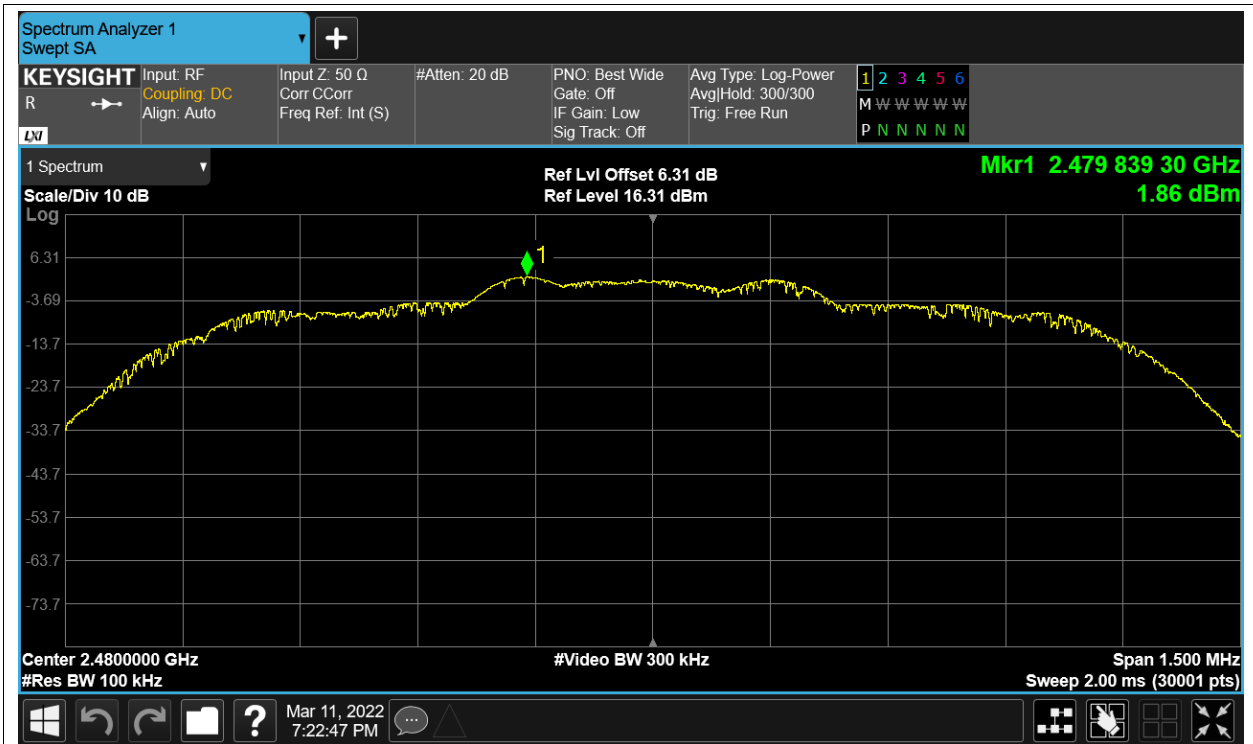 Spectrum Analyzer 1
Swept SA
KEYSIGHT
R
LXI
Input: RF
Coupling: DC
Align: Auto
Input Z: 50 Ω
Corr CCorr
Freq Ref: Int (S)
#Atten: 20 dB
PNO: Best Wide
Gate: Off
IF Gain: Low
Sig Track: Off
Avg Type: Log-Power
Avg|Hold: 300/300
Trig: Free Run
1 2 3 4 5 6
M W W W W W W
P N N N N N
1 Spectrum
Scale/Div 10 dB
Log
Ref Lvl Offset 6.31 dB
Ref Level 16.31 dBm
Mkr1 2.479 839 30 GHz
1.86 dBm
1
6.31
-3.69
-13.7
-23.7
-33.7
-43.7
-53.7
-63.7
-73.7
Center 2.4800000 GHz
#Video BW 300 kHz
Span 1.500 MHz
#Res BW 100 kHz
Sweep 2.00 ms (30001 pts)
?
Mar 11, 2022
7:22:47 PM